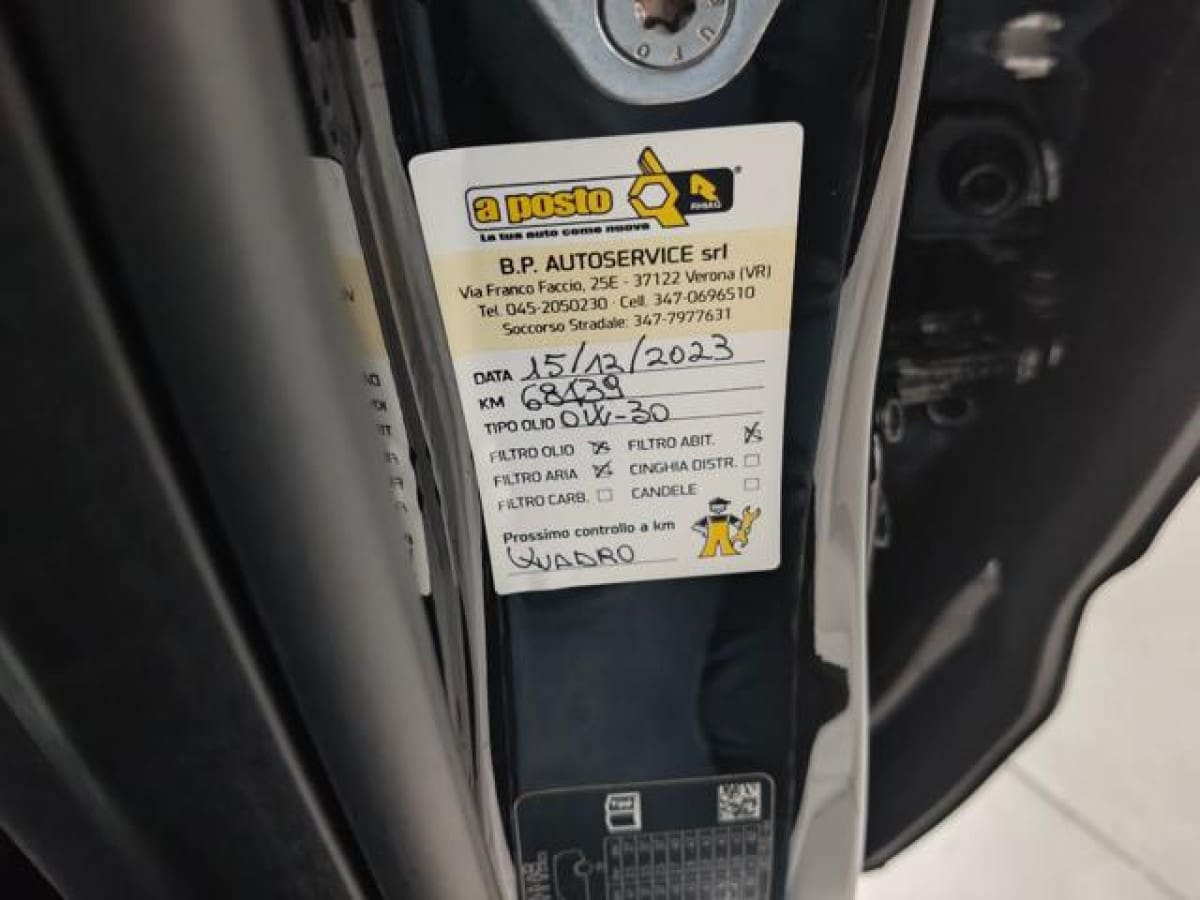 a posto
RHIAG
La tua auto come nuova
B.P. AUTOSERVICE srl
Via Franco Faccio, 25E - 37122 Verona (VR)
Tel. 045-2050230 · Cell. 347-0696510
Soccorso Stradale: 347-7977631
DATA 15/12/2023
KM 68139
TIPO OLIO 0W-30
FILTRO OLIO FILTRO ABIT.
FILTRO ARIA CINGHIA DISTR.
FILTRO CARB. CANDELE
Prossimo controllo a km
QUADRO